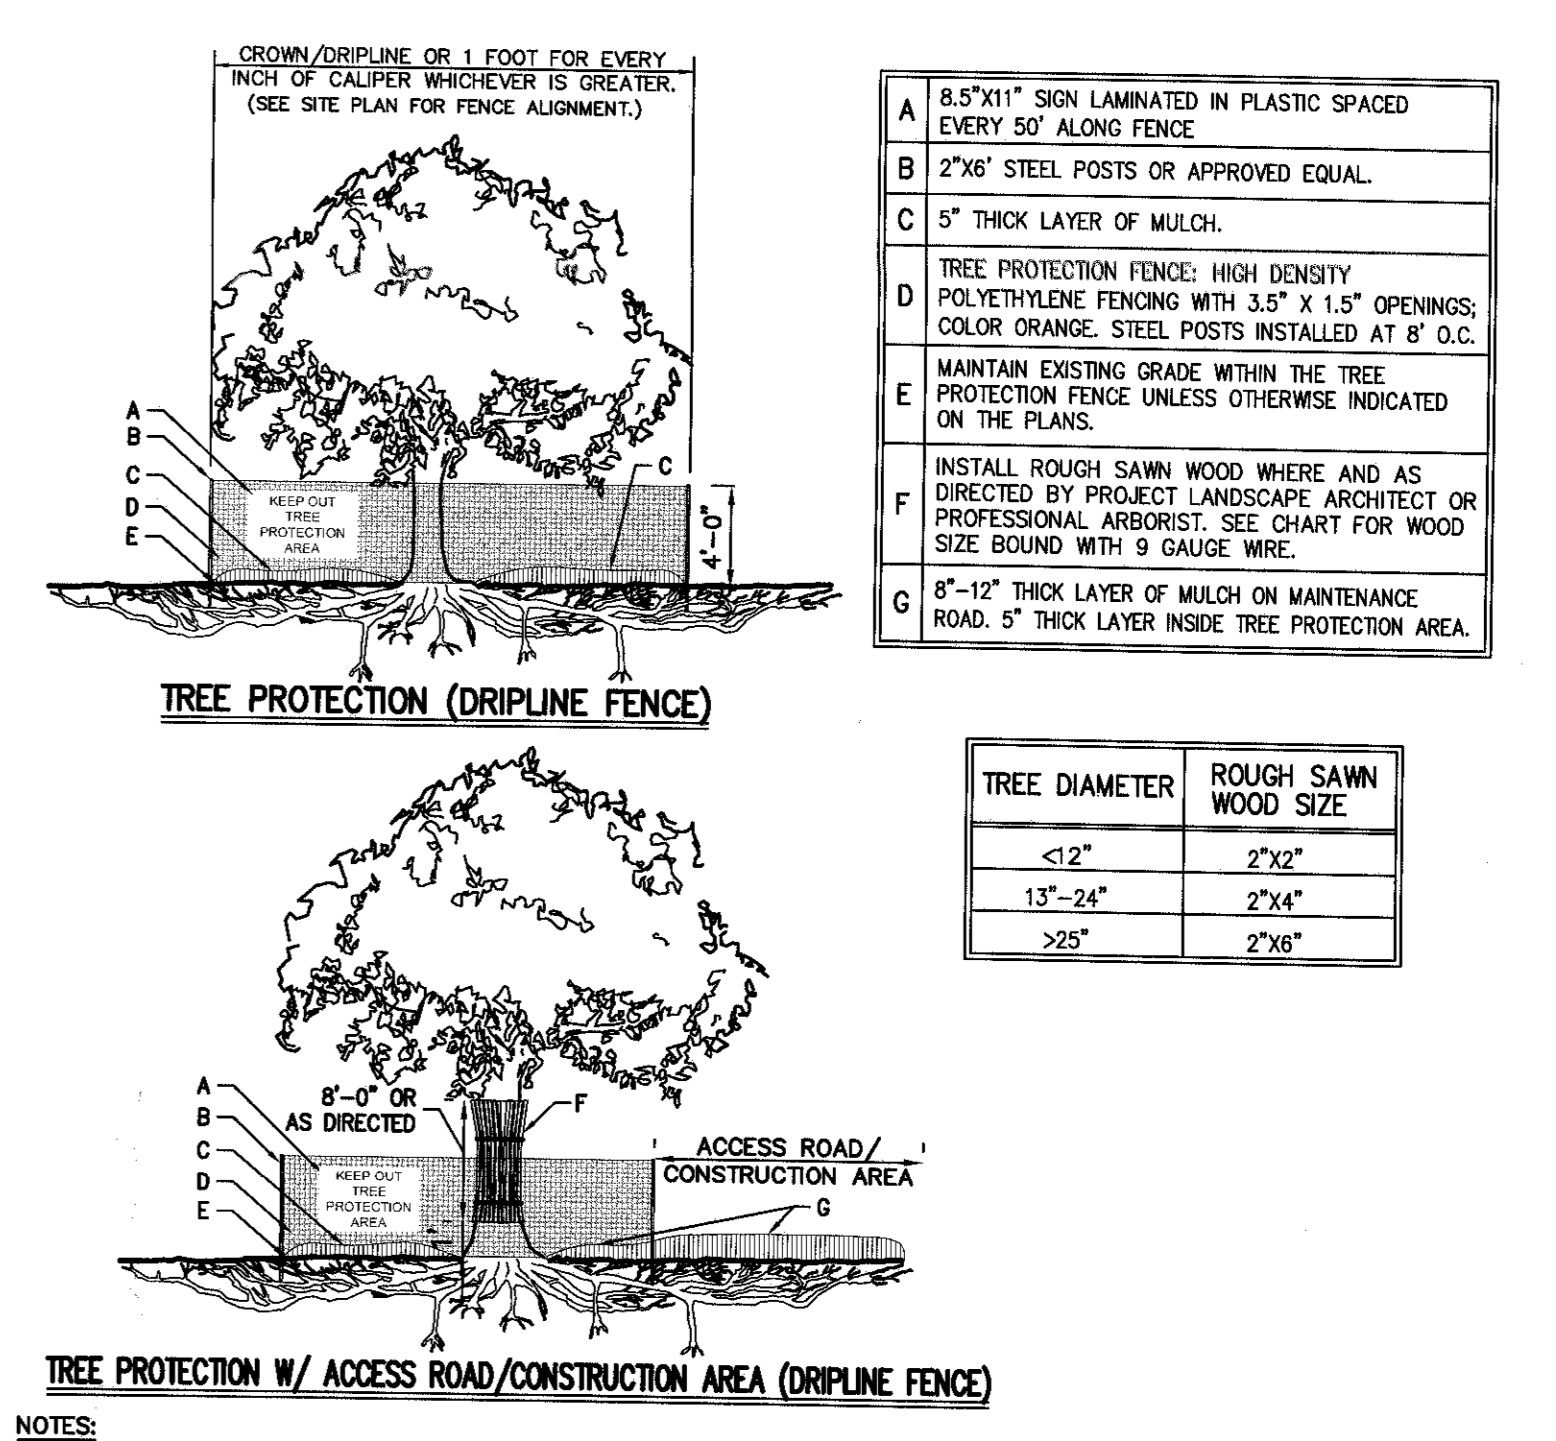 CROWN/DRIPLINE OR 1 FOOT FOR EVERY
INCH OF CALIPER WHICHEVER IS GREATER.
(SEE SITE PLAN FOR FENCE ALIGNMENT.)
A
B
C
D
E
C
KEEP OUT
TREE
PROTECTION
AREA
4'-0"
TREE PROTECTION (DRIPLINE FENCE)
A
8.5"X11" SIGN LAMINATED IN PLASTIC SPACED
EVERY 50' ALONG FENCE
B
2"X6' STEEL POSTS OR APPROVED EQUAL.
C
5" THICK LAYER OF MULCH.
D
TREE PROTECTION FENCE: HIGH DENSITY
POLYETHYLENE FENCING WITH 3.5" X 1.5" OPENINGS;
COLOR ORANGE. STEEL POSTS INSTALLED AT 8' O.C.
E
MAINTAIN EXISTING GRADE WITHIN THE TREE
PROTECTION FENCE UNLESS OTHERWISE INDICATED
ON THE PLANS.
F
INSTALL ROUGH SAWN WOOD WHERE AND AS
DIRECTED BY PROJECT LANDSCAPE ARCHITECT OR
PROFESSIONAL ARBORIST. SEE CHART FOR WOOD
SIZE BOUND WITH 9 GAUGE WIRE.
G
8"-12" THICK LAYER OF MULCH ON MAINTENANCE
ROAD. 5" THICK LAYER INSIDE TREE PROTECTION AREA.
TREE DIAMETER
ROUGH SAWN
WOOD SIZE
<12"
2"X2"
13"-24"
2"X4"
>25"
2"X6"
A
B
C
D
E
8'-0" OR
AS DIRECTED
F
KEEP OUT
TREE
PROTECTION
AREA
ACCESS ROAD/
CONSTRUCTION AREA
G
TREE PROTECTION W/ ACCESS ROAD/CONSTRUCTION AREA (DRIPLINE FENCE)
NOTES: